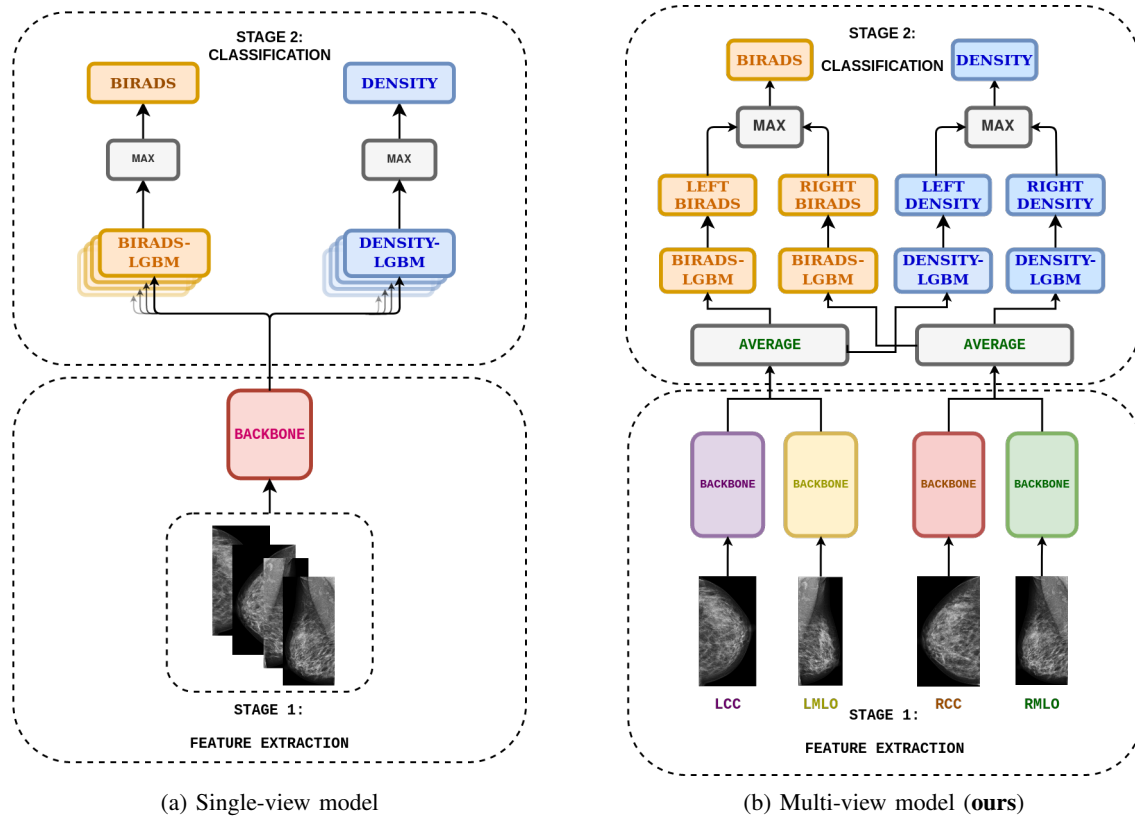 STAGE 2:
CLASSIFICATION
BIRADS
DENSITY
MAX
MAX
BIRADS-
LGBM
DENSITY-
LGBM
BACKBONE
STAGE 1:
FEATURE EXTRACTION
(a) Single-view model
STAGE 2:
CLASSIFICATION
BIRADS
DENSITY
MAX
MAX
LEFT
BIRADS
RIGHT
BIRADS
LEFT
DENSITY
RIGHT
DENSITY
BIRADS-
LGBM
BIRADS-
LGBM
DENSITY-
LGBM
DENSITY-
LGBM
AVERAGE
AVERAGE
BACKBONE
BACKBONE
BACKBONE
BACKBONE
LCC
LMLO
RCC
RMLO
STAGE 1:
FEATURE EXTRACTION
(b) Multi-view model (ours)